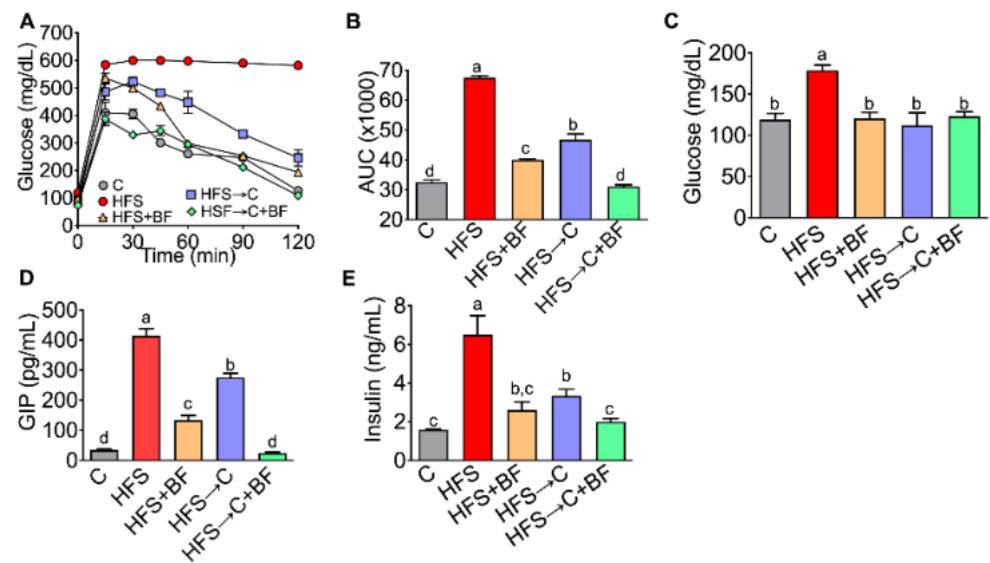 A
Glucose (mg/dL)
700
600
500
400
300
200
100
0
C
HFS
HFS+BF
HFS→C
HSF→C+BF
0 30 60 90 120
Time (min)
B
AUC (x1000)
70
60
50
40
30
20
d
a
c
b
d
C
HFS
HFS+BF
HFS→C
HFS→C+BF
C
Glucose (mg/dL)
200
150
100
50
0
b
a
b
b
b
C
HFS
HFS+BF
HFS→C
HFS→C+BF
D
GIP (pg/mL)
500
400
300
200
100
0
d
a
c
b
d
C
HFS
HFS+BF
HFS→C
HFS→C+BF
E
Insulin (ng/mL)
8
6
4
2
0
c
a
b,c
b
c
C
HFS
HFS+BF
HFS→C
HFS→C+BF